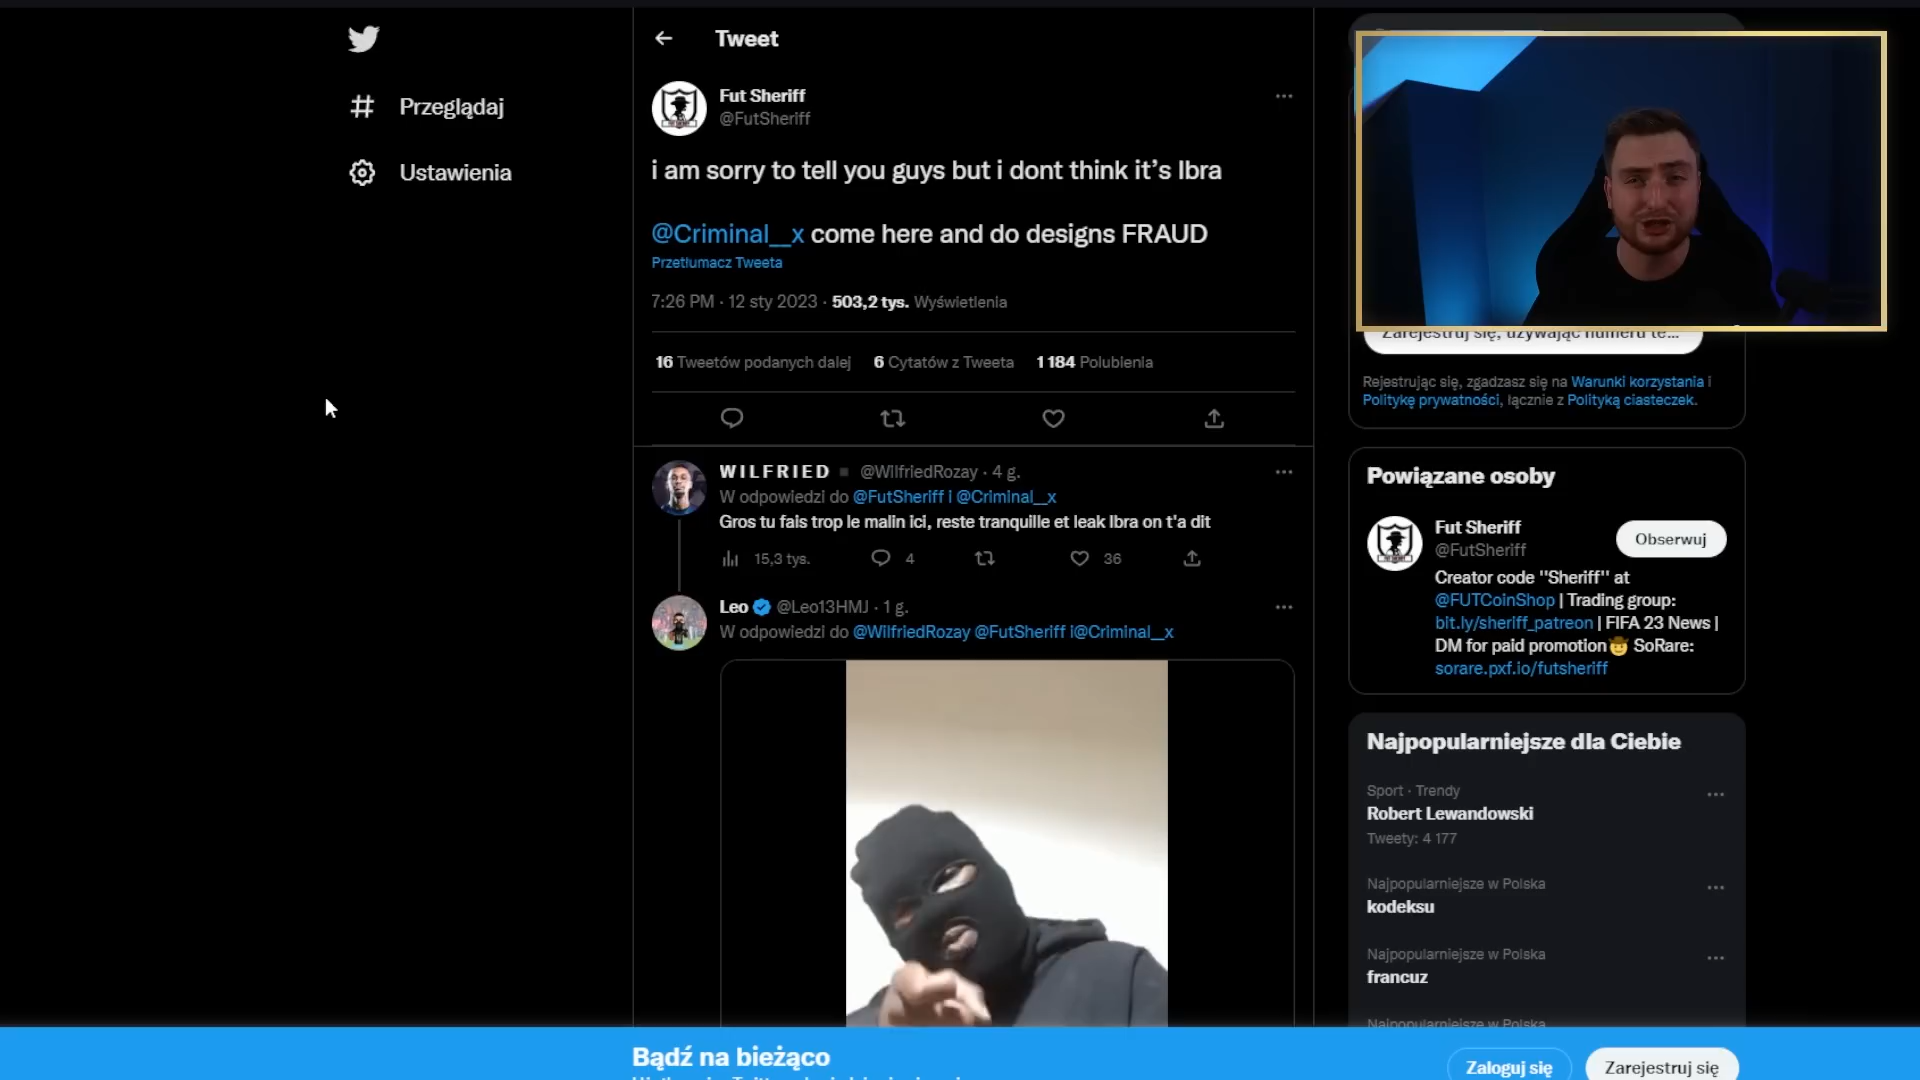 Przeglądaj
Ustawienia
Tweet
Fut Sheriff
@FutSheriff
i am sorry to tell you guys but i dont think it’s Ibra
@Criminal__x come here and do designs FRAUD
Przetłumacz Tweeta
7:26 PM · 12 sty 2023 · 503,2 tys. Wyświetlenia
16 Tweetów podanych dalej 6 Cytatów z Tweeta 1 184 Polubienia
WILFRIED @WilfriedRozay · 4 g.
W odpowiedzi do @FutSheriff i @Criminal__x
Gros tu fais trop le malin ici, reste tranquille et leak Ibra on t'a dit
15,3 tys. 4 36
Leo @Leo13HMJ · 1 g.
W odpowiedzi do @WilfriedRozay @FutSheriff i@Criminal__x
Zarejestruj się, używając numeru te...
Rejestrując się, zgadzasz się na Warunki korzystania i
Politykę prywatności, łącznie z Polityką ciasteczek.
Powiązane osoby
Fut Sheriff
@FutSheriff
Obserwuj
Creator code "Sheriff" at
@FUTCoinShop | Trading group:
bit.ly/sheriff_patreon | FIFA 23 News |
DM for paid promotion🤠 SoRare:
sorare.pxf.io/futsheriff
Najpopularniejsze dla Ciebie
Sport · Trendy
Robert Lewandowski
Tweety: 4 177
Najpopularniejsze w Polska
kodeksu
Najpopularniejsze w Polska
francuz
Najpopularniejsze w Polska
Bądź na bieżąco
Zaloguj się
Zarejestruj się